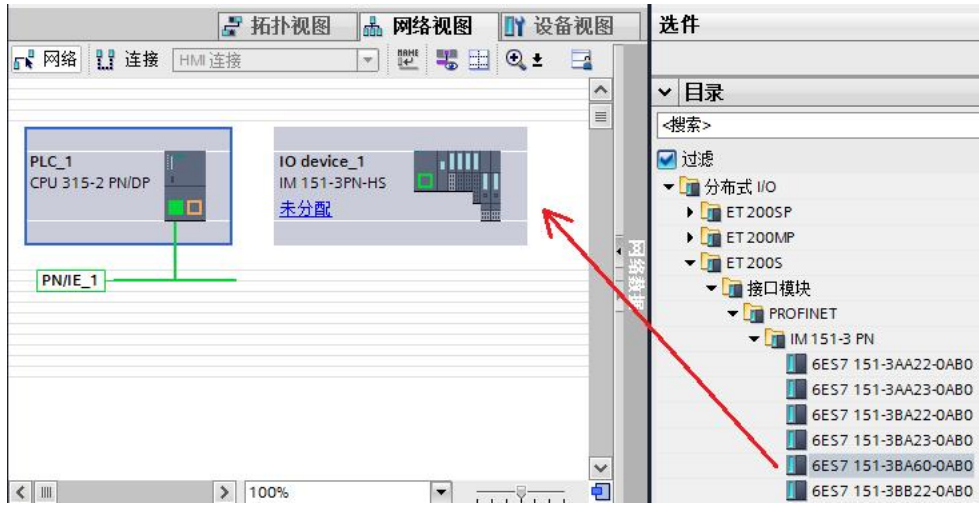 拓扑视图 网络视图 设备视图
网络 连接 HMI 连接
PLC_1
CPU 315-2 PN/DP
IO device_1
IM 151-3PN-HS
未分配
PN/IE_1
100%
网络数据
选件
目录
<搜索>
过滤
分布式 I/O
ET 200SP
ET 200MP
ET 200S
接口模块
PROFINET
IM 151-3 PN
6ES7 151-3AA22-0AB0
6ES7 151-3AA23-0AB0
6ES7 151-3BA22-0AB0
6ES7 151-3BA23-0AB0
6ES7 151-3BA60-0AB0
6ES7 151-3BB22-0AB0